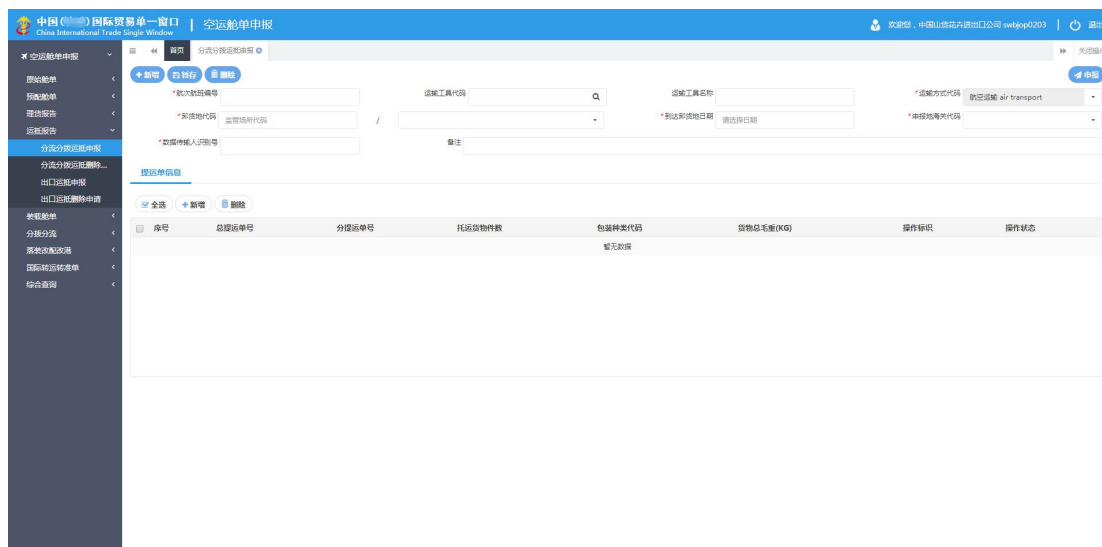 中国( )国际贸易单一窗口 | 空运舱单申报
China International Trade Single Window
欢迎您,中国山货花卉进出口公司 swbjop0203 | 退出
空运舱单申报
首页 分流分拨运抵申报
关闭操作
原始舱单
预配舱单
理货报告
运抵报告
分流分拨运抵申报
分流分拨运抵删除...
出口运抵申报
出口运抵删除申请
装载舱单
分拨分流
落装改配改港
国际转运转准单
综合查询
+新增 暂存 删除 申报
*航次航班编号 运输工具代码 运输工具名称 *运输方式代码 航空运输 air transport
*卸货地代码 监管场所代码 / *到达卸货地日期 请选择日期 *申报地海关代码
*数据传输人识别号 备注
提运单信息
全选 +新增 删除
序号 总提运单号 分提运单号 托运货物件数 包装种类代码 货物总毛重(KG) 操作标识 操作状态
暂无数据